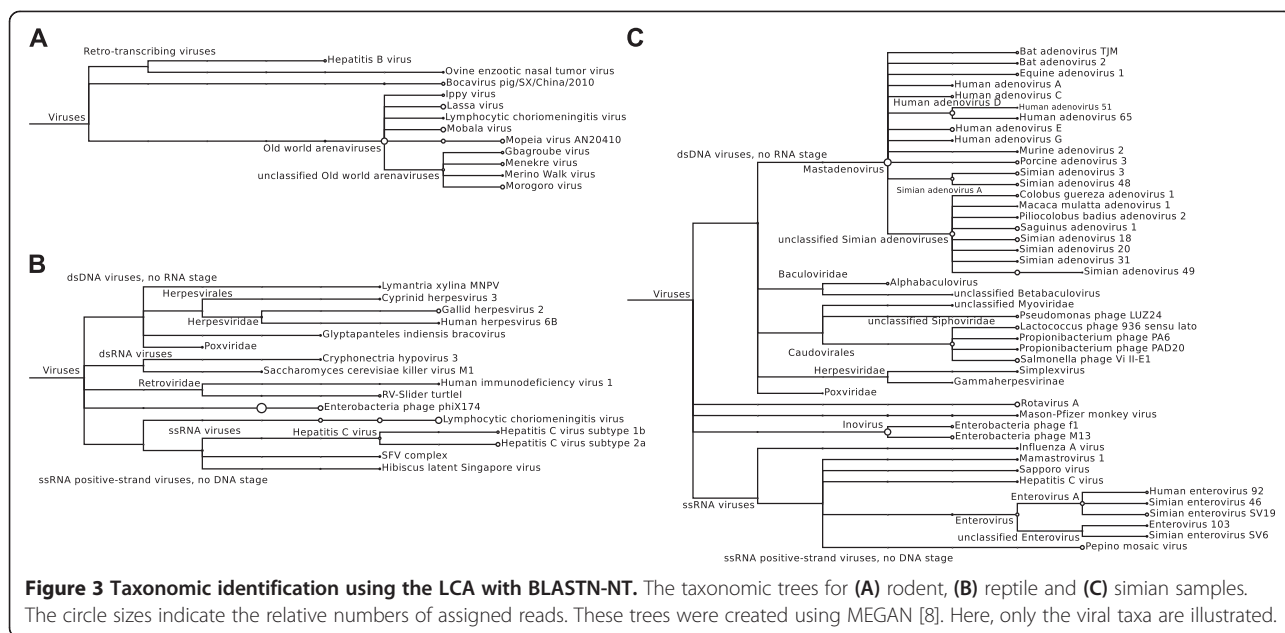 A
Retro-transcribing viruses
Hepatitis B virus
Ovine enzootic nasal tumor virus
Bocavirus pig/SX/China/2010
Ippy virus
Lassa virus
Viruses
Lymphocytic choriomeningitis virus
Mobala virus
Mopeia virus AN20410
Old world arenaviruses
Gbagroube virus
Menekre virus
unclassified Old world arenaviruses
Merino Walk virus
Morogoro virus
B
dsDNA viruses, no RNA stage
Lymantria xylina MNPV
Herpesvirales
Cyprinid herpesvirus 3
Gallid herpesvirus 2
Herpesviridae
Human herpesvirus 6B
Glyptapanteles indiensis bracovirus
Poxviridae
dsRNA viruses
Cryphonectria hypovirus 3
Viruses
Saccharomyces cerevisiae killer virus M1
Retroviridae
Human immunodeficiency virus 1
RV-Slider turtleI
Enterobacteria phage phiX174
Lymphocytic choriomeningitis virus
ssRNA viruses
Hepatitis C virus
Hepatitis C virus subtype 1b
Hepatitis C virus subtype 2a
SFV complex
Hibiscus latent Singapore virus
ssRNA positive-strand viruses, no DNA stage
C
Bat adenovirus TJM
Bat adenovirus 2
Equine adenovirus 1
Human adenovirus A
Human adenovirus C
Human adenovirus D
Human adenovirus 51
Human adenovirus 65
Human adenovirus E
Human adenovirus G
Murine adenovirus 2
dsDNA viruses, no RNA stage
Porcine adenovirus 3
Mastadenovirus
Simian adenovirus 3
Simian adenovirus 48
Simian adenovirus A
Colobus guereza adenovirus 1
Macaca mulatta adenovirus 1
Piliocolobus badius adenovirus 2
Saguinus adenovirus 1
unclassified Simian adenoviruses
Simian adenovirus 18
Simian adenovirus 20
Simian adenovirus 31
Simian adenovirus 49
Baculoviridae
Alphabaculovirus
Viruses
unclassified Betabaculovirus
unclassified Myoviridae
Pseudomonas phage LUZ24
unclassified Siphoviridae
Lactococcus phage 936 sensu lato
Propionibacterium phage PA6
Propionibacterium phage PAD20
Caudovirales
Salmonella phage Vi II-E1
Herpesviridae
Simplexvirus
Gammaherpesvirinae
Poxviridae
Rotavirus A
Mason-Pfizer monkey virus
Inovirus
Enterobacteria phage f1
Enterobacteria phage M13
Influenza A virus
Mamastrovirus 1
Sapporo virus
Hepatitis C virus
ssRNA viruses
Enterovirus A
Human enterovirus 92
Simian enterovirus 46
Simian enterovirus SV19
Enterovirus
Enterovirus 103
unclassified Enterovirus
Simian enterovirus SV6
Pepino mosaic virus
ssRNA positive-strand viruses, no DNA stage
Figure 3 Taxonomic identification using the LCA with BLASTN-NT. The taxonomic trees for (A) rodent, (B) reptile and (C) simian samples.
The circle sizes indicate the relative numbers of assigned reads. These trees were created using MEGAN [8]. Here, only the viral taxa are illustrated.